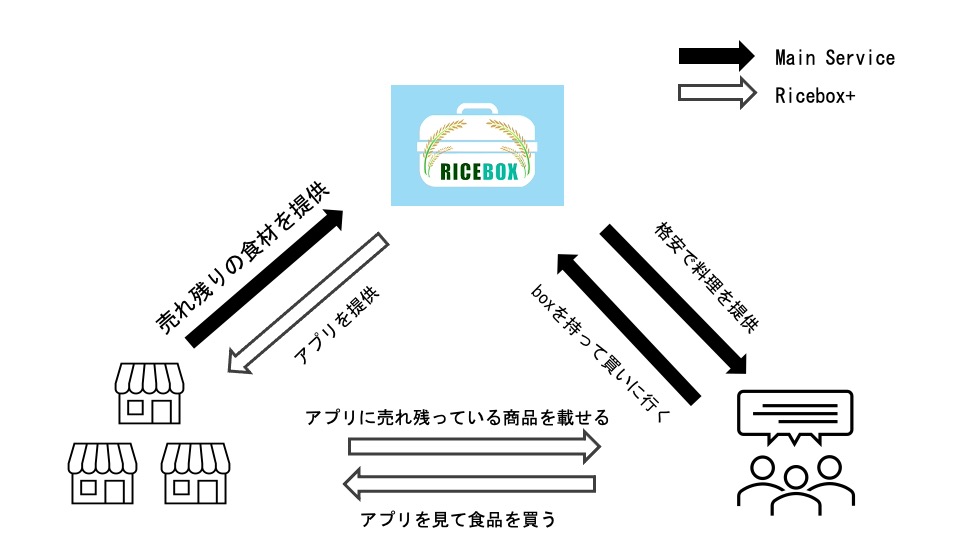 Main Service
Ricebox+
RICEBOX
売れ残りの食材を提供
アプリを提供
格安で料理を提供
boxを持って買いに行く
アプリに売れ残っている商品を載せる
アプリを見て食品を買う